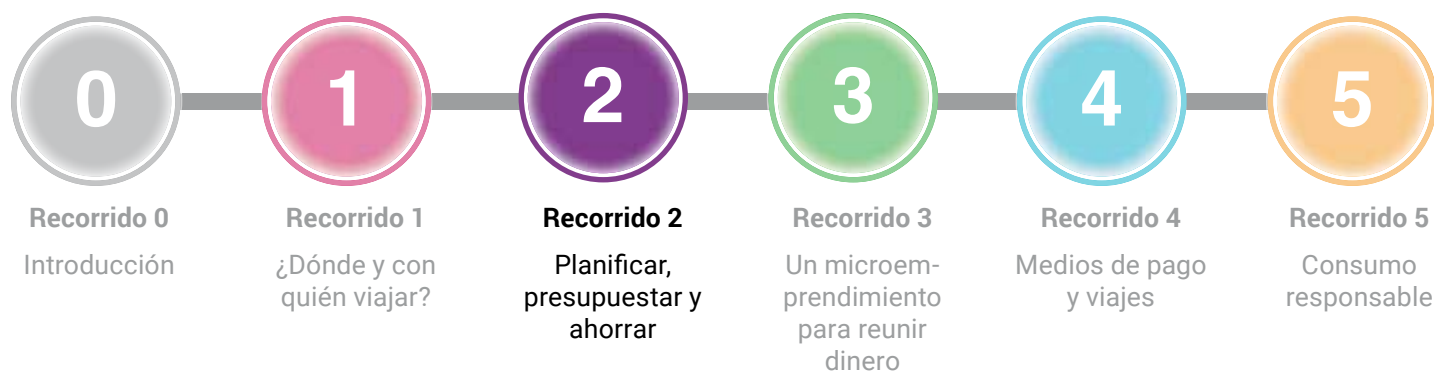 0
Recorrido 0
Introducción
1
Recorrido 1
¿Dónde y con
quién viajar?
2
Recorrido 2
Planificar,
presupuestar y
ahorrar
3
Recorrido 3
Un microem-
prendimiento
para reunir
dinero
4
Recorrido 4
Medios de pago
y viajes
5
Recorrido 5
Consumo
responsable